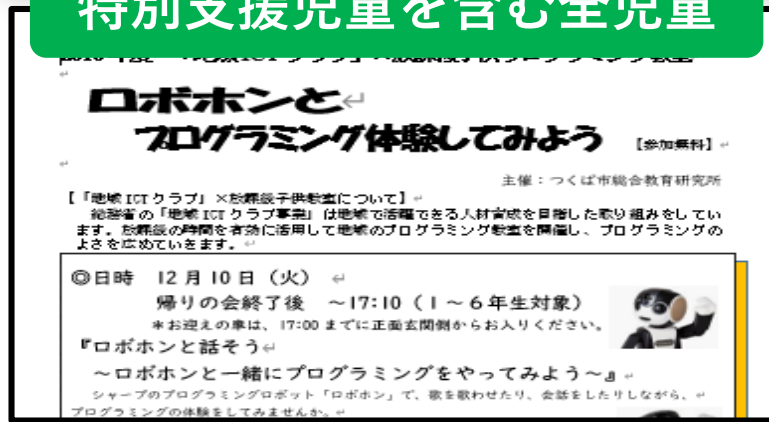 特別支援児童を含む全児童
ロボホンと
プログラミング体験してみよう 【参加無料】
主催：つくば市総合教育研究所
【「地域ICTクラブ」×放課後子供教室について】
総務省の「地域ICTクラブ事業」は地域で活躍できる人材育成を目指した取り組みをしてい
ます。放課後の時間を有効に活用して地域のプログラミング教室を開催し、プログラミングの
よさを広めていきます。
◎日時 12月10日（火）
帰りの会終了後 ～17:10（1～6年生対象）
＊お迎えの車は、17:00までに正面玄関側からお入りください。
『ロボホンと話そう
～ロボホンと一緒にプログラミングをやってみよう～』
シャープのプログラミングロボット「ロボホン」で、歌を歌わせたり、会話をしたりしながら、
プログラミングの体験をしてみませんか。